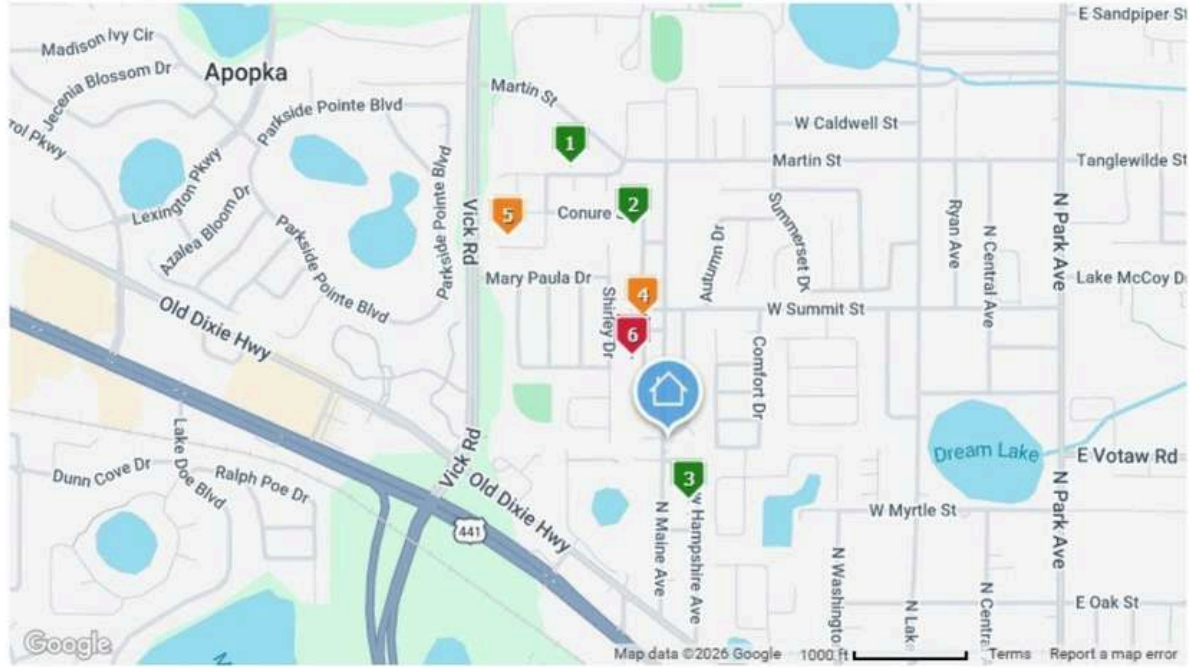 E Sandpiper St
Madison Ivy Cir
Apopka
Jecenia Blossom Dr
Martin St
Parkside Pointe Blvd
W Caldwell St
rol Pkwy
1
Martin St
Tanglewilde St
Lexington Pkwy
Parkside Pointe Blvd
2
5
Conure S
Vick Rd
Azalea Bloom Dr
Parkside Pointe Blvd
Autumn Dr
Summerset Dr
Ryan Ave
N Central Ave
N Park Ave
Mary Paula Dr
Lake McCoy D
4
Old Dixie Hwy
Shirley Dr
W Summit St
6
Comfort Dr
Lake Doe Blvd
Vick Rd
Dream Lake
E Votaw Rd
Dunn Cove Dr
Ralph Poe Dr
3
Old Dixie Hwy
N Park Ave
W Myrtle St
441
N Maine Ave
w Hampshire Ave
N Washingto
N Lake
N Centra
E Oak St
Google
M
Map data ©2026 Google
1000 ft
Terms
Report a map error